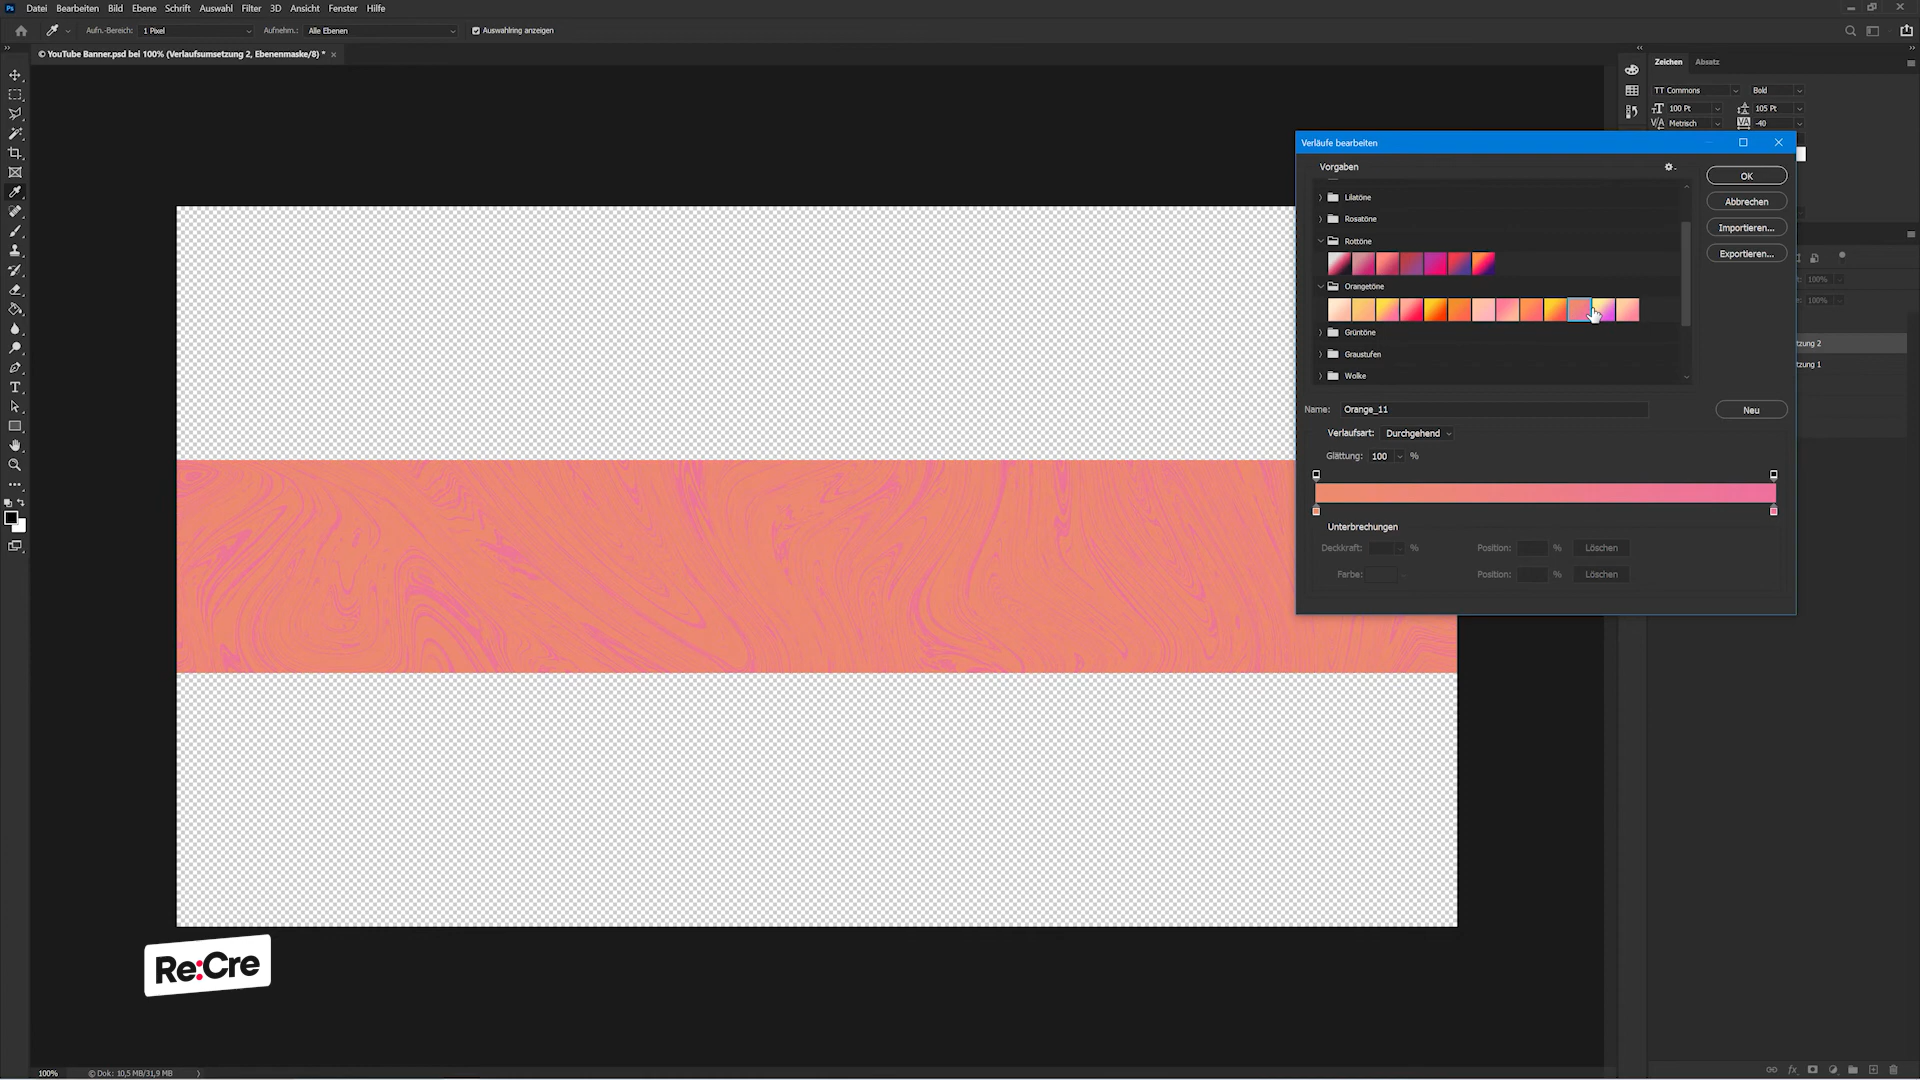 Ps Datei Bearbeiten Bild Ebene Schrift Auswahl Filter 3D Ansicht Fenster Hilfe
Aufn.-Bereich: 1 Pixel Aufnehm.: Alle Ebenen Auswahlring anzeigen
© YouTube Banner.psd bei 100% (Verlaufsumsetzung 2, Ebenenmaske/8) *
Zeichen Absatz
TT Commons Bold
100 Pt 105 Pt
Metrisch -40
Verläufe bearbeiten
Vorgaben
OK
Lilatöne
Abbrechen
Rosatöne
Importieren...
Rottöne
Exportieren...
100%
Orangetöne
100%
Grüntöne
tzung 2
Graustufen
tzung 1
Wolke
Name: Orange_11 Neu
Verlaufsart: Durchgehend
Glättung: 100 %
Unterbrechungen
Deckkraft: % Position: % Löschen
Farbe: Position: % Löschen
Re:Cre
100% © Dok: 10,5 MB/31,9 MB